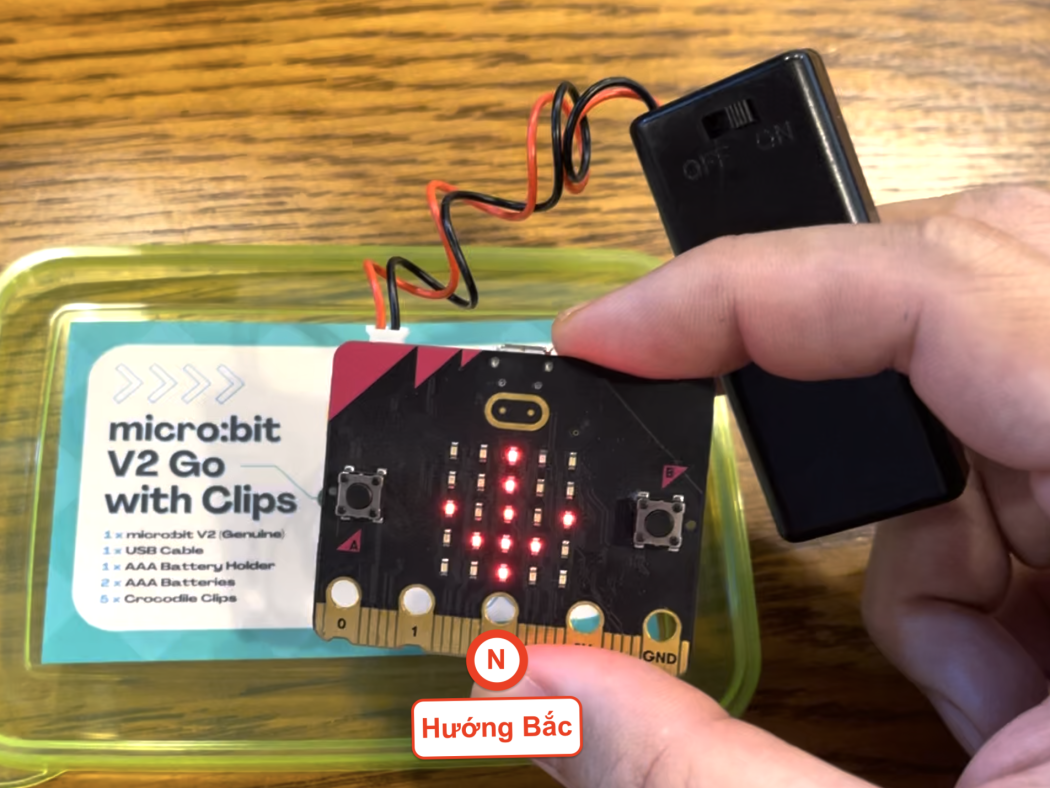 OFF ON
micro:bit
V2 Go
with Clips
1 x micro:bit V2 (Genuine)
1 x USB Cable
1 x AAA Battery Holder
2 x AAA Batteries
5 x Crocodile Clips
A
B
0
1
GND
N
Hướng Bắc